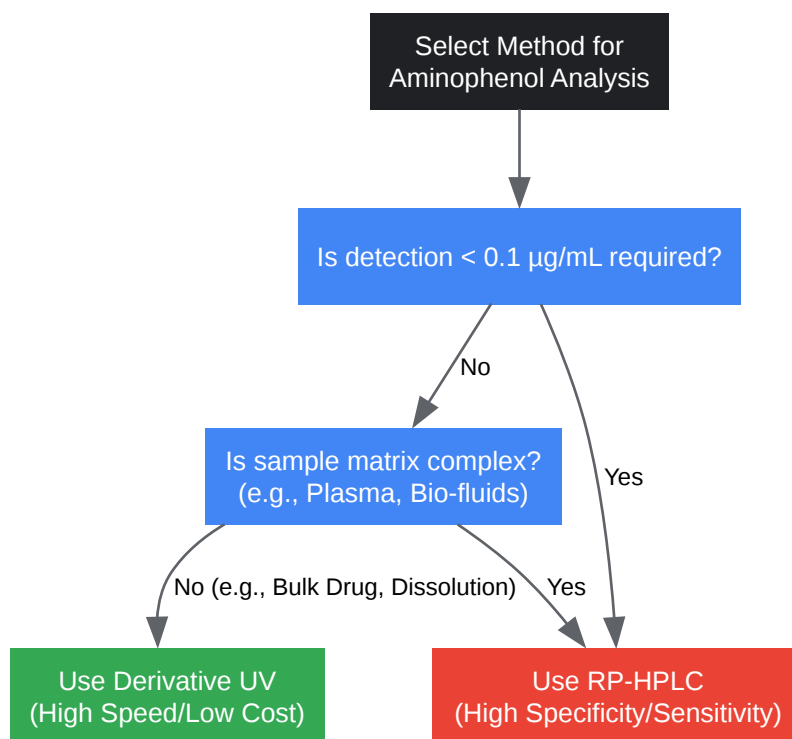 Select Method for
Aminophenol Analysis
Is detection < 0.1 µg/mL required?
No
Is sample matrix complex?
(e.g., Plasma, Bio-fluids)
Yes
No (e.g., Bulk Drug, Dissolution)
Yes
Use Derivative UV
(High Speed/Low Cost)
Use RP-HPLC
(High Specificity/Sensitivity)